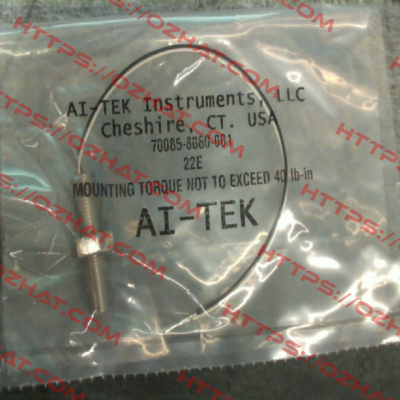 AI-TEK Instruments, LLC
Cheshire, CT. USA
70085-8080-001
22E
MOUNTING TORQUE NOT TO EXCEED 40 lb-in
AI-TEK
HTTPS://OZHAT.COM
HTTPS://OZHAT.COM
HTTPS://OZHAT.COM
HTTPS://OZHAT.COM
HTTPS://OZHAT.COM